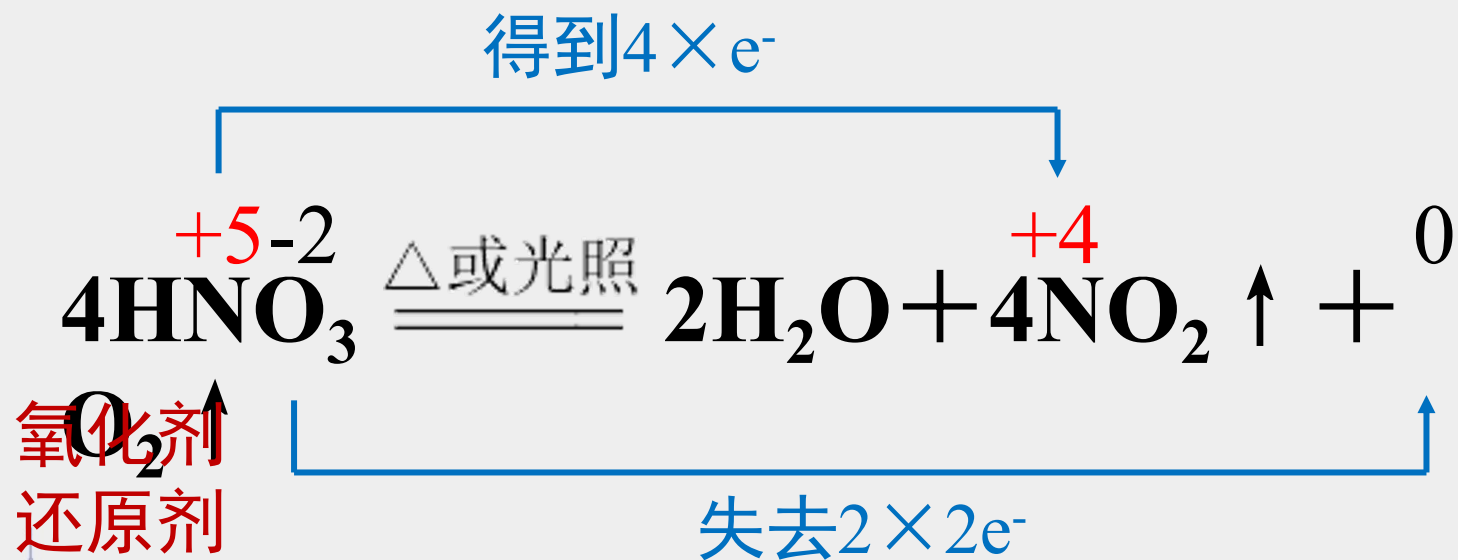 得到4×e⁻
+5-2 +4 0
△或光照
4HNO₃ == 2H₂O+4NO₂↑+
O₂↑
氧化剂
还原剂
失去2×2e⁻